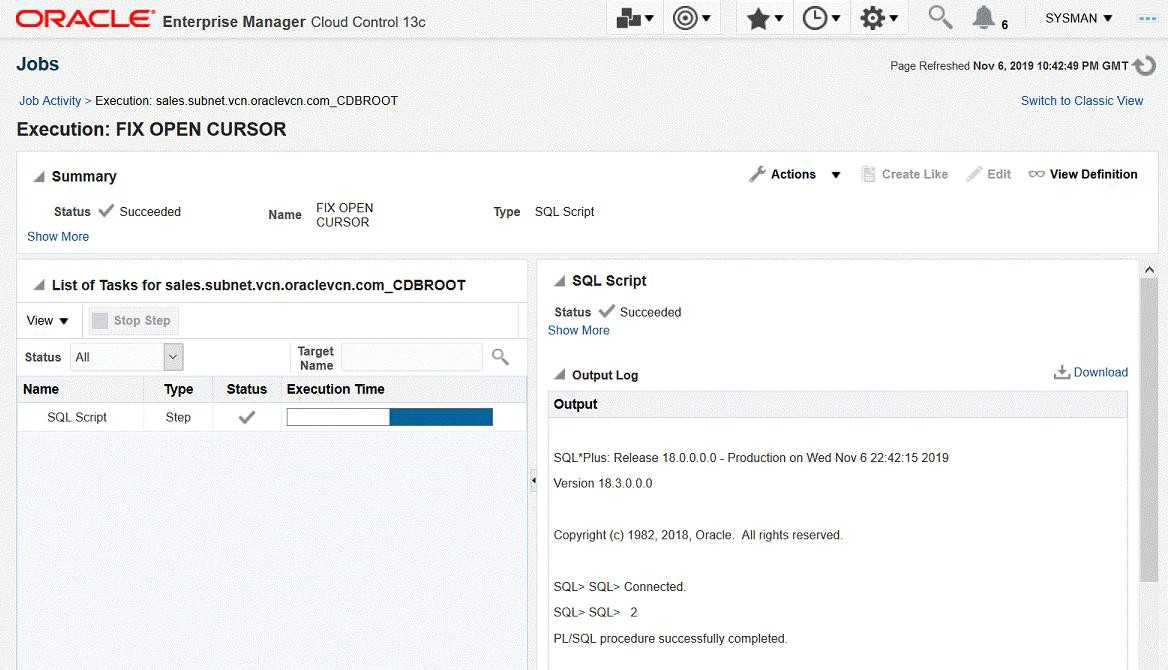 ORACLE® Enterprise Manager Cloud Control 13c
6
SYSMAN
Jobs
Page Refreshed Nov 6, 2019 10:42:49 PM GMT
Job Activity > Execution: sales.subnet.vcn.oraclevcn.com_CDBROOT
Switch to Classic View
Execution: FIX OPEN CURSOR
Summary
Actions
Create Like
Edit
View Definition
Status Succeeded
Name FIX OPEN
CURSOR
Type SQL Script
Show More
List of Tasks for sales.subnet.vcn.oraclevcn.com_CDBROOT
View
Stop Step
Status All
Target
Name
Name Type Status Execution Time
SQL Script Step
SQL Script
Status Succeeded
Show More
Output Log
Download
Output
SQL*Plus: Release 18.0.0.0.0 - Production on Wed Nov 6 22:42:15 2019
Version 18.3.0.0.0
Copyright (c) 1982, 2018, Oracle.  All rights reserved.
SQL> SQL> Connected.
SQL> SQL>   2
PL/SQL procedure successfully completed.